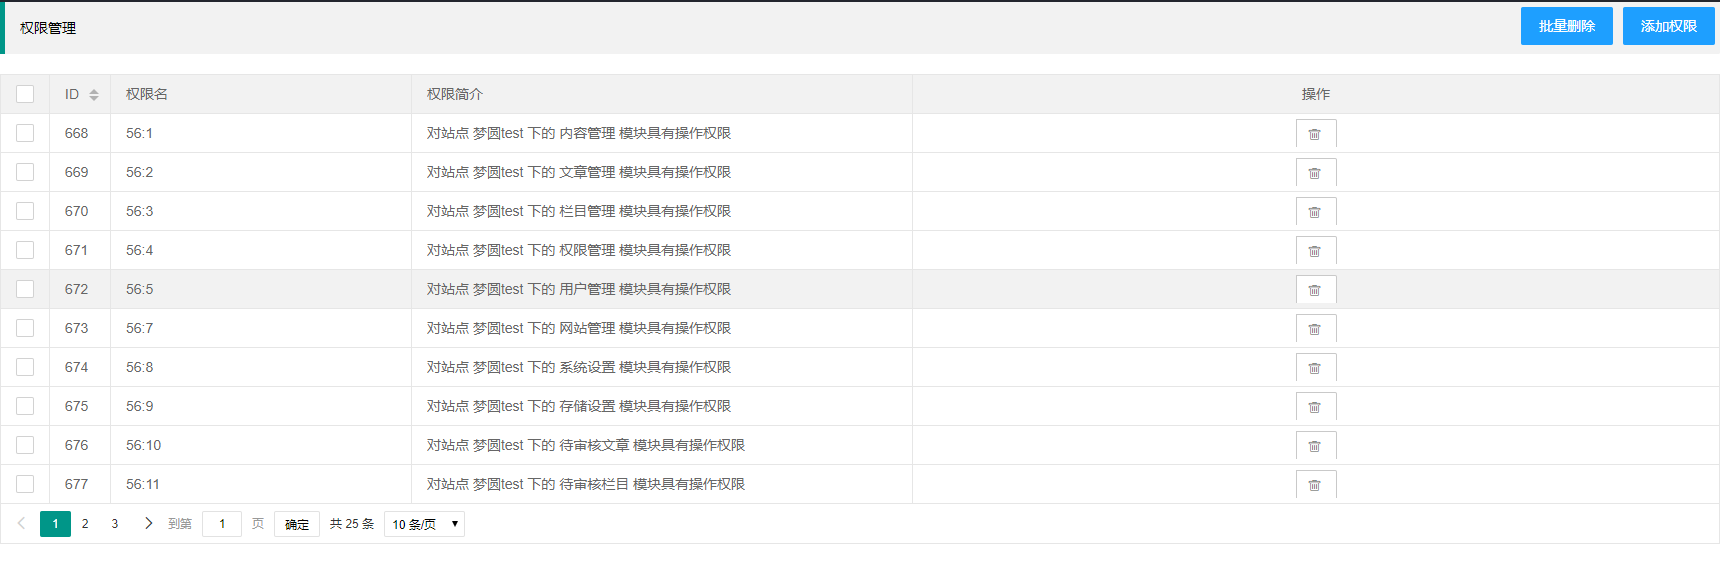 权限管理
批量删除 添加权限
ID 权限名 权限简介 操作
668 56:1 对站点 梦圆test 下的 内容管理 模块具有操作权限
669 56:2 对站点 梦圆test 下的 文章管理 模块具有操作权限
670 56:3 对站点 梦圆test 下的 栏目管理 模块具有操作权限
671 56:4 对站点 梦圆test 下的 权限管理 模块具有操作权限
672 56:5 对站点 梦圆test 下的 用户管理 模块具有操作权限
673 56:7 对站点 梦圆test 下的 网站管理 模块具有操作权限
674 56:8 对站点 梦圆test 下的 系统设置 模块具有操作权限
675 56:9 对站点 梦圆test 下的 存储设置 模块具有操作权限
676 56:10 对站点 梦圆test 下的 待审核文章 模块具有操作权限
677 56:11 对站点 梦圆test 下的 待审核栏目 模块具有操作权限
1 2 3 到第 1 页 确定 共 25 条 10 条/页